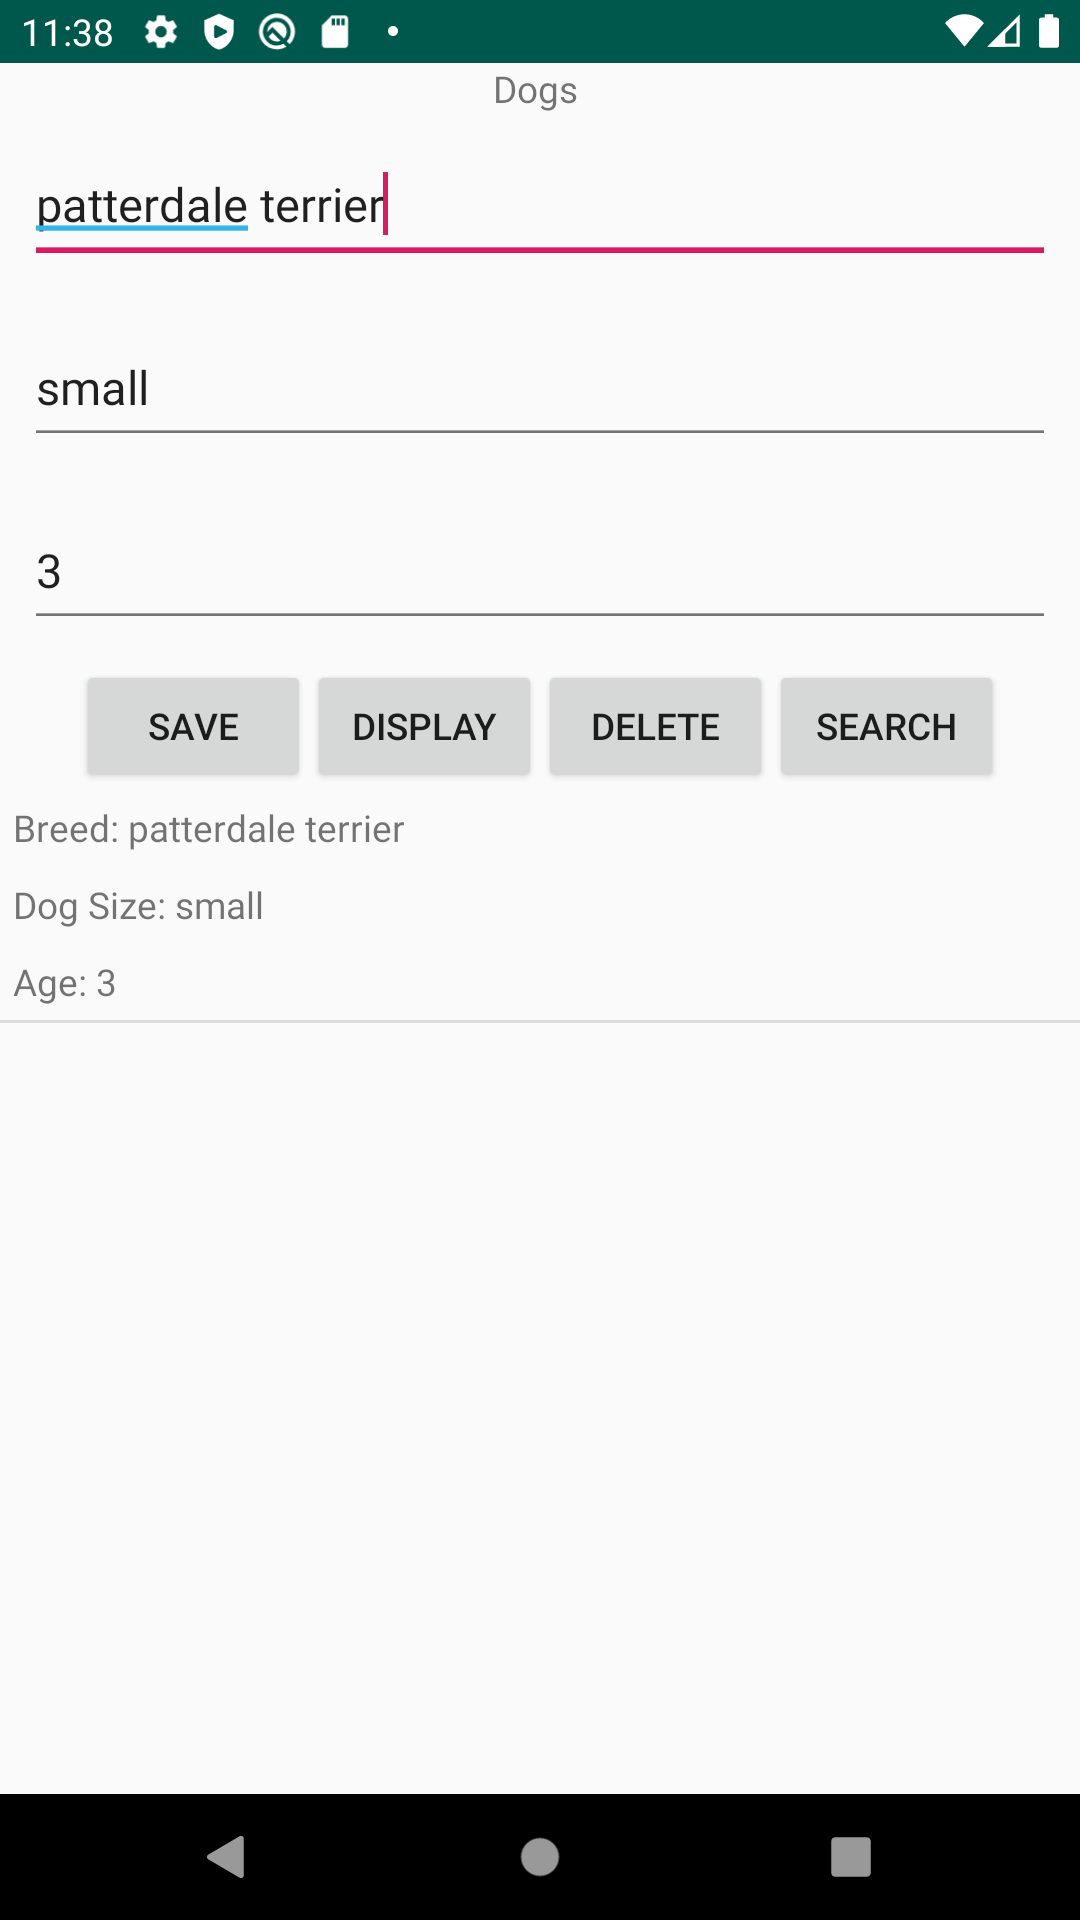 11:38
Dogs
patterdale terrier
small
3
SAVE DISPLAY DELETE SEARCH
Breed: patterdale terrier
Dog Size: small
Age: 3